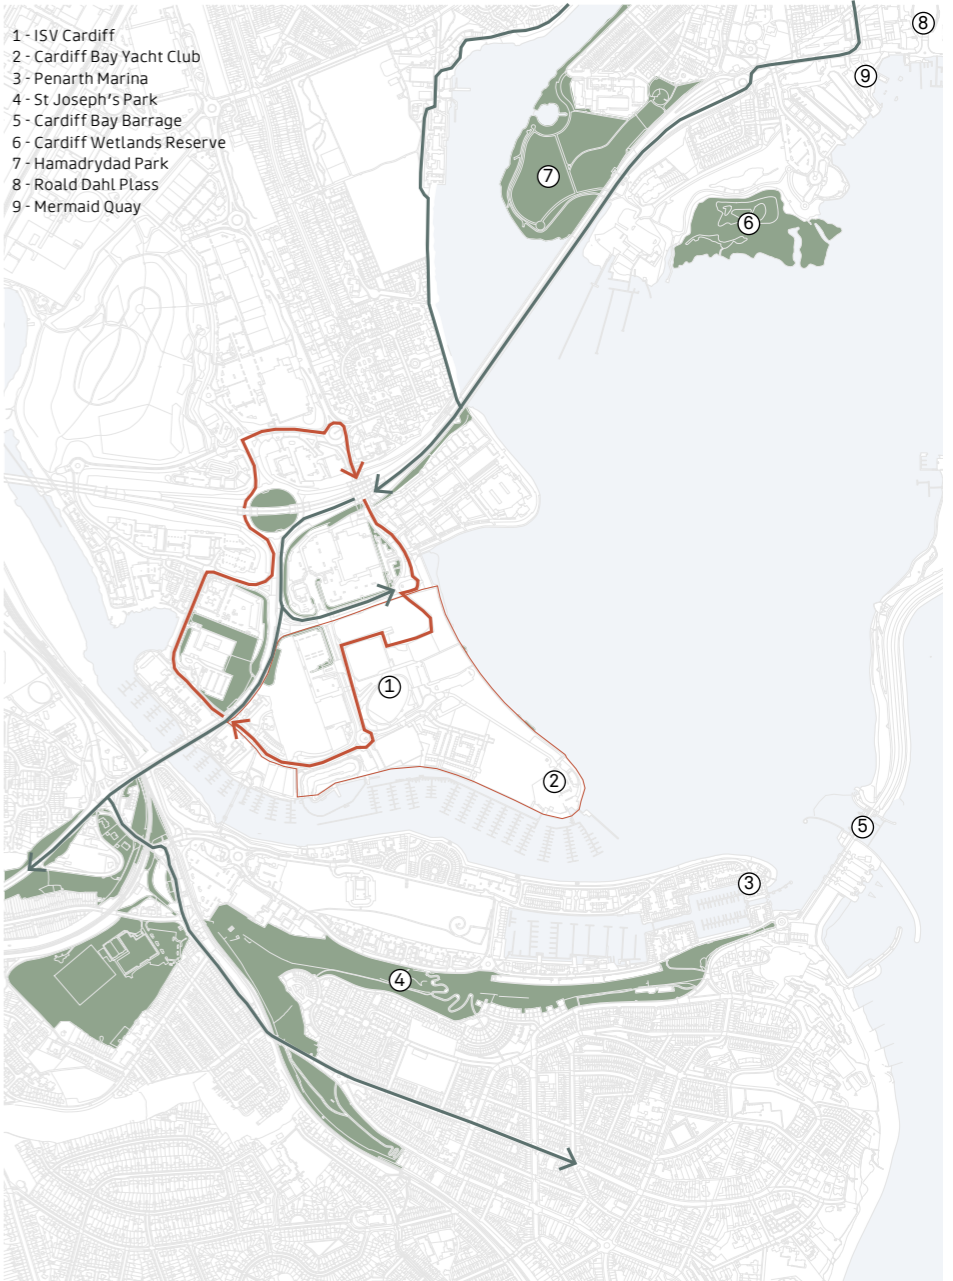 1 - ISV Cardiff
2 - Cardiff Bay Yacht Club
3 - Penarth Marina
4 - St Joseph's Park
5 - Cardiff Bay Barrage
6 - Cardiff Wetlands Reserve
7 - Hamadrydad Park
8 - Roald Dahl Plass
9 - Mermaid Quay
8
9
7
6
1
2
5
3
4